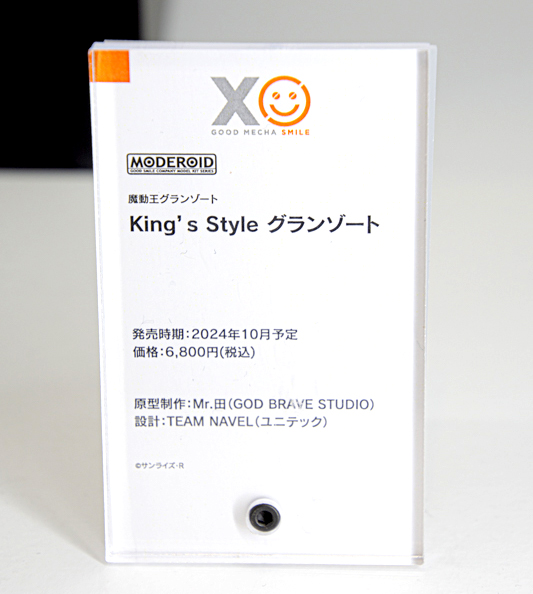 XO
GOOD MECHA SMILE
MODEROID
GOOD SMILE COMPANY MODEL KIT SERIES
魔動王グランゾート
King's Style グランゾート
発売時期：2024年10月予定
価格：6,800円(税込)
原型制作：Mr.田（GOD BRAVE STUDIO）
設計：TEAM NAVEL（ユニテック）
©サンライズ・R